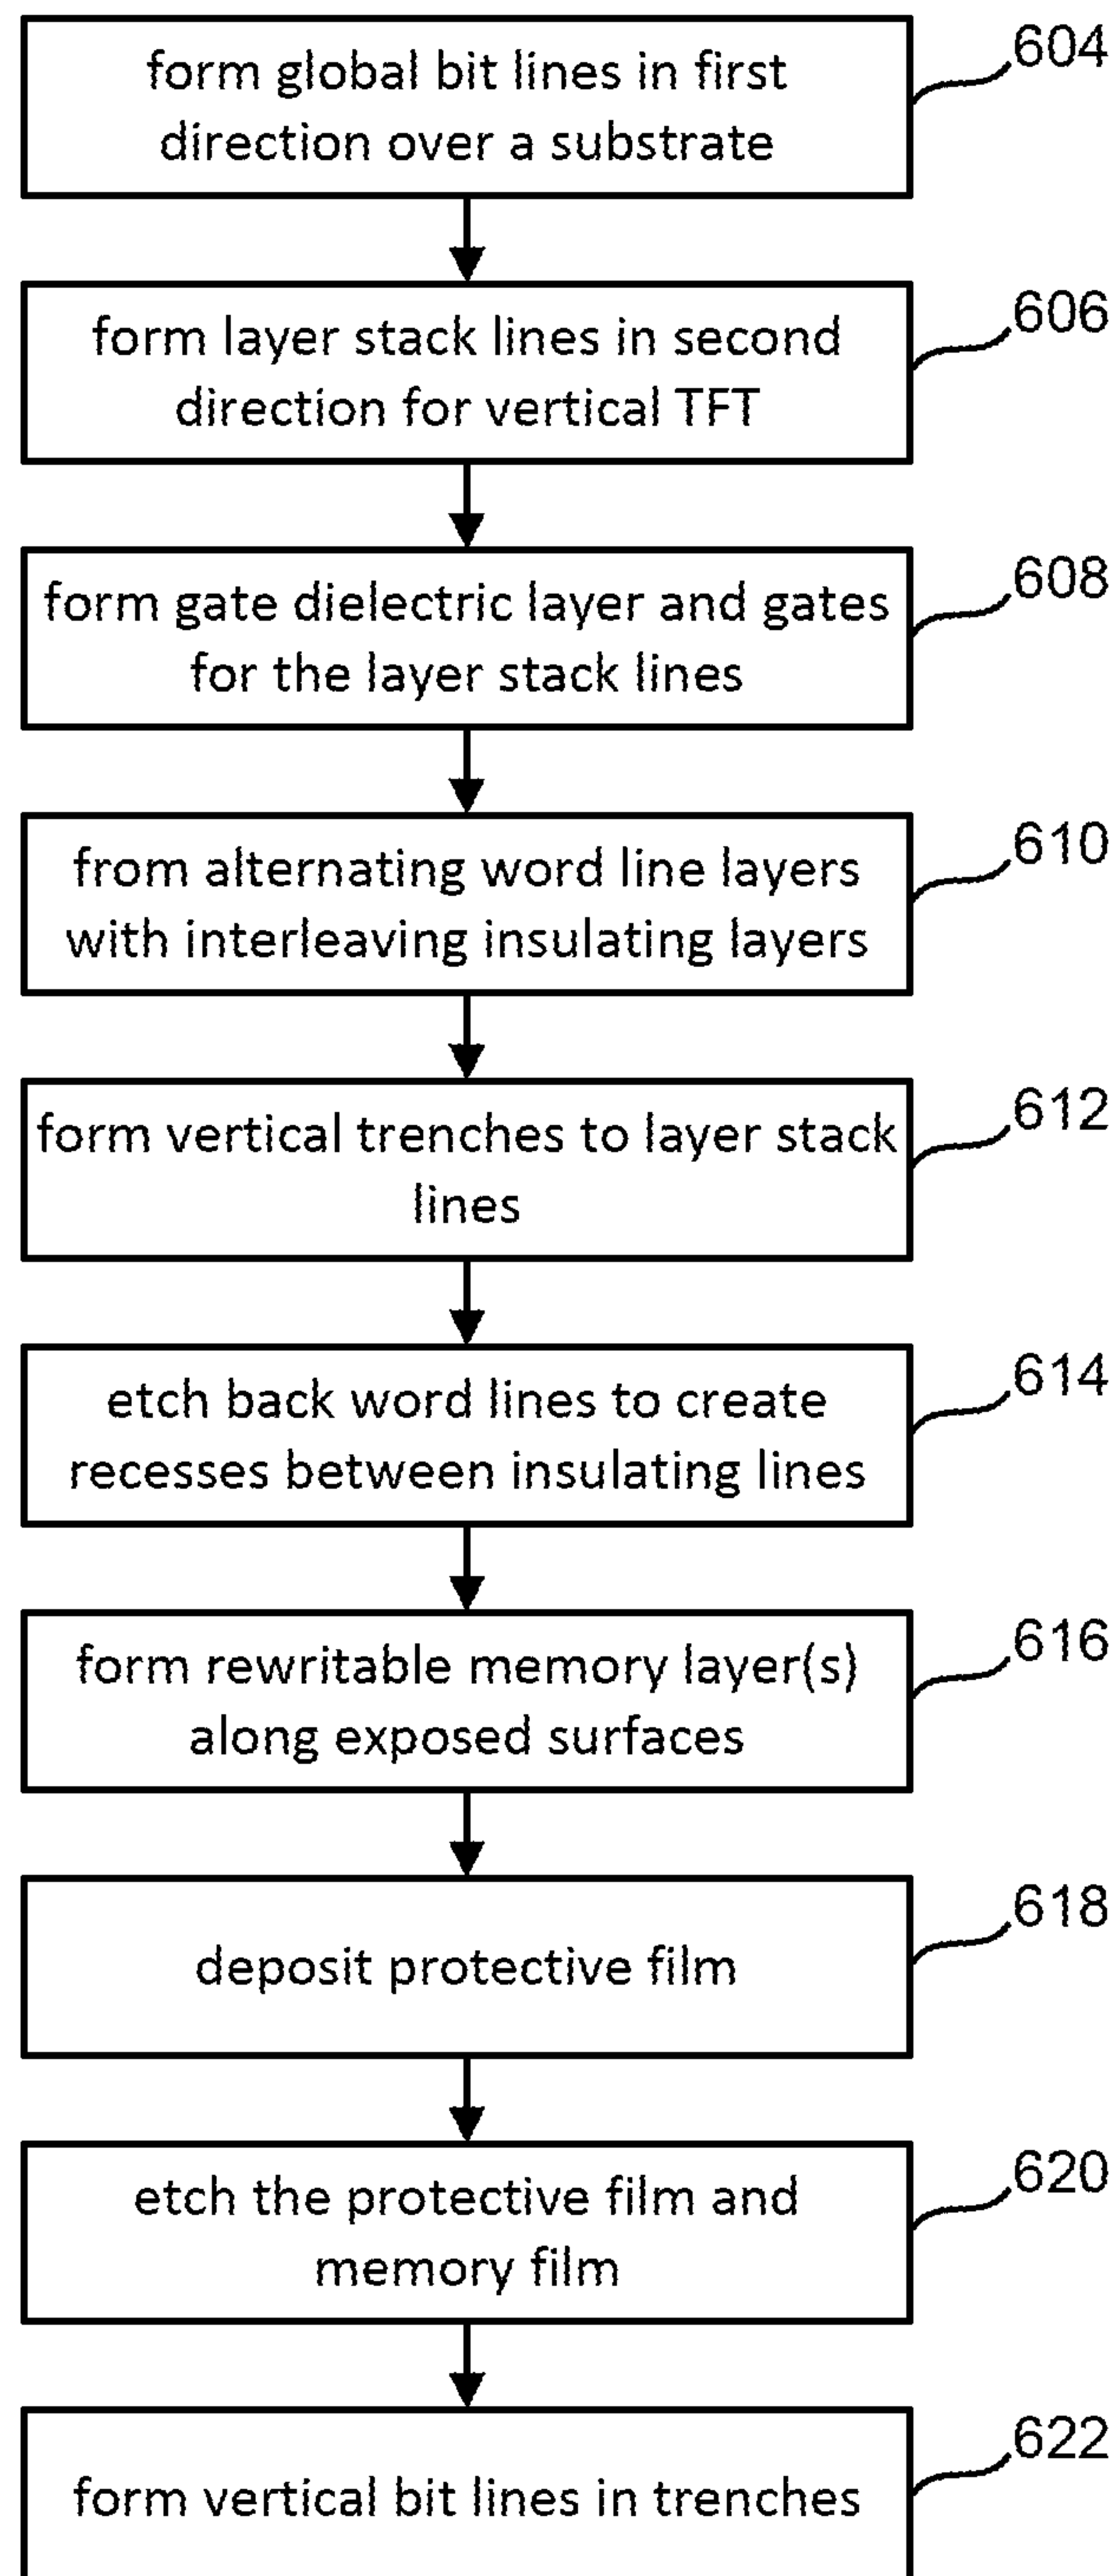 form global bit lines in first
direction over a substrate
604
form layer stack lines in second
direction for vertical TFT
606
form gate dielectric layer and gates
for the layer stack lines
608
from alternating word line layers
with interleaving insulating layers
610
form vertical trenches to layer stack
lines
612
etch back word lines to create
recesses between insulating lines
614
form rewritable memory layer(s)
along exposed surfaces
616
deposit protective film
618
etch the protective film and
memory film
620
form vertical bit lines in trenches
622